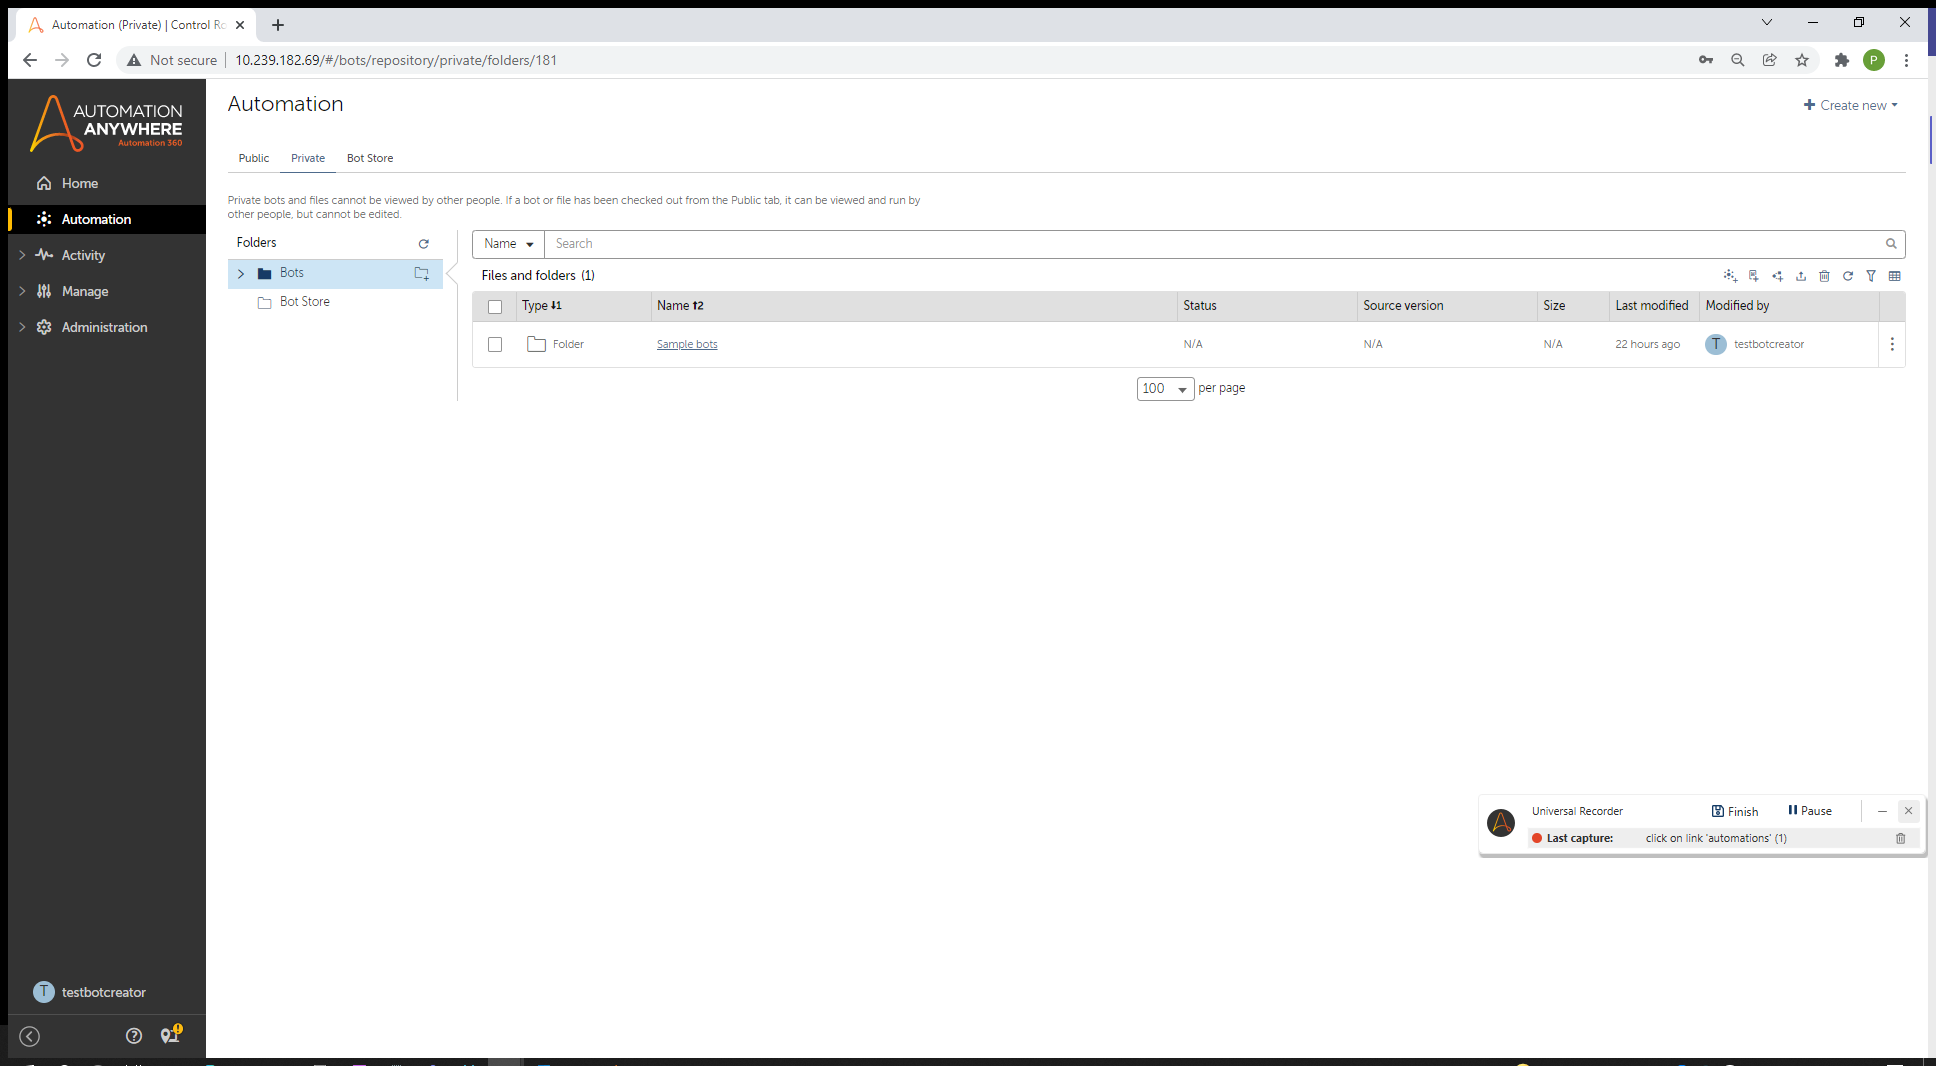 Automation (Private) | Control Ro
Not secure 10.239.182.69/#/bots/repository/private/folders/181
P
AUTOMATION
ANYWHERE
Automation 360
Home
Automation
Activity
Manage
Administration
T testbotcreator
Automation
Create new
Public Private Bot Store
Private bots and files cannot be viewed by other people. If a bot or file has been checked out from the Public tab, it can be viewed and run by
other people, but cannot be edited.
Folders
Bots
Bot Store
Name Search
Files and folders (1)
Type 1 Name 2 Status Source version Size Last modified Modified by
Folder Sample bots N/A N/A N/A 22 hours ago T testbotcreator
100 per page
Universal Recorder Finish Pause
Last capture: click on link 'automations' (1)